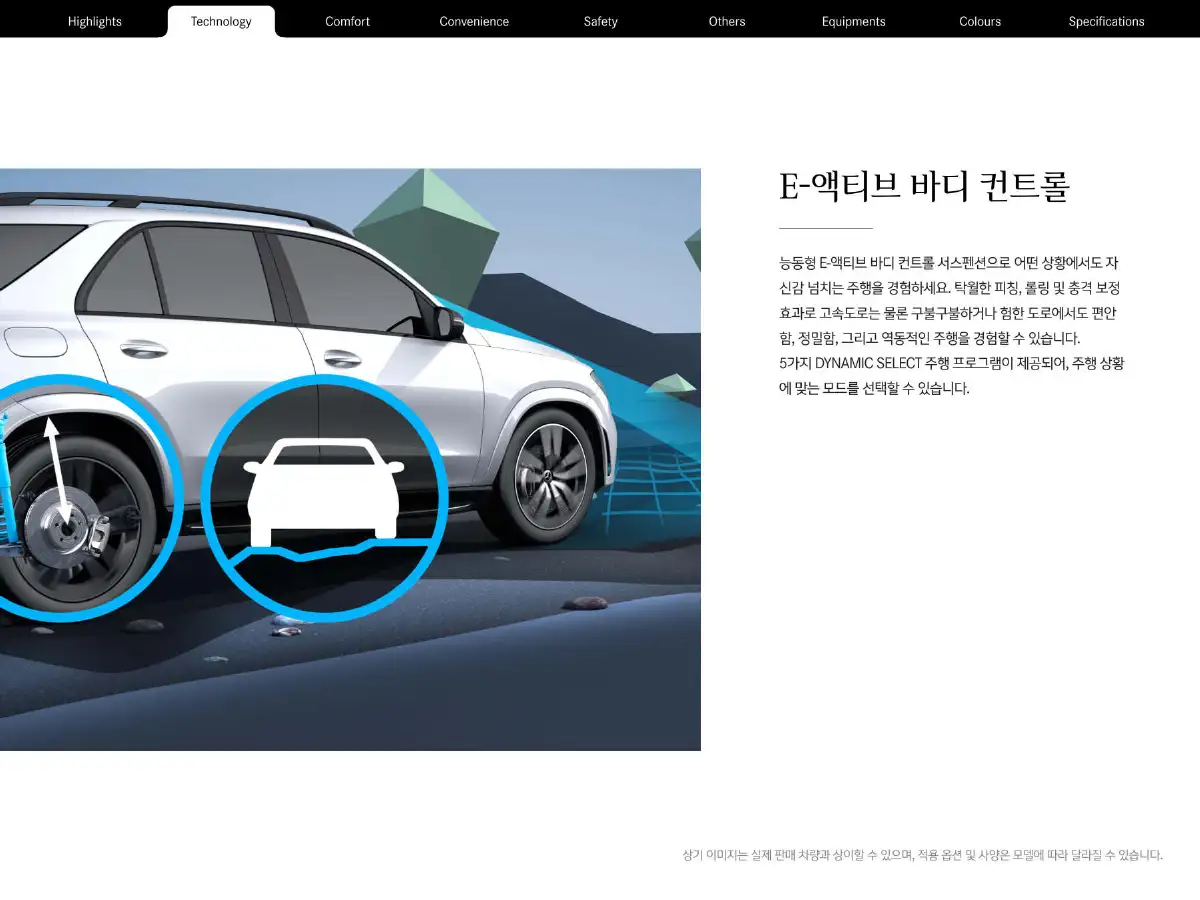 Highlights
Technology
Comfort
Convenience
Safety
Others
Equipments
Colours
Specifications
E-액티브 바디 컨트롤
능동형 E-액티브 바디 컨트롤 서스펜션으로 어떤 상황에서도 자
신감 넘치는 주행을 경험하세요. 탁월한 피칭, 롤링 및 충격 보정
효과로 고속도로는 물론 구불구불하거나 험한 도로에서도 편안
함, 정밀함, 그리고 역동적인 주행을 경험할 수 있습니다.
5가지 DYNAMIC SELECT 주행 프로그램이 제공되어, 주행 상황
에 맞는 모드를 선택할 수 있습니다.
상기 이미지는 실제 판매 차량과 상이할 수 있으며, 적용 옵션 및 사양은 모델에 따라 달라질 수 있습니다.